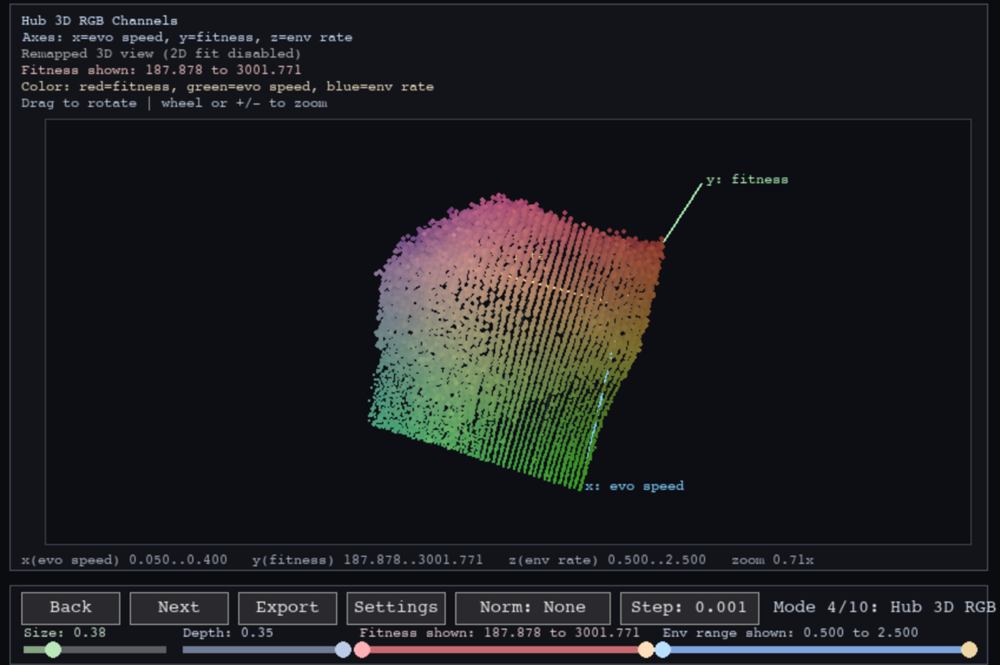 Hub 3D RGB Channels
Axes: x=evo speed, y=fitness, z=env rate
Remapped 3D view (2D fit disabled)
Fitness shown: 187.878 to 3001.771
Color: red=fitness, green=evo speed, blue=env rate
Drag to rotate | wheel or +/- to zoom
y: fitness
x: evo speed
x(evo speed) 0.050..0.400 y(fitness) 187.878..3001.771 z(env rate) 0.500..2.500 zoom 0.71x
Back Next Export Settings Norm: None Step: 0.001 Mode 4/10: Hub 3D RGB
Size: 0.38 Depth: 0.35 Fitness shown: 187.878 to 3001.771 Env range shown: 0.500 to 2.500